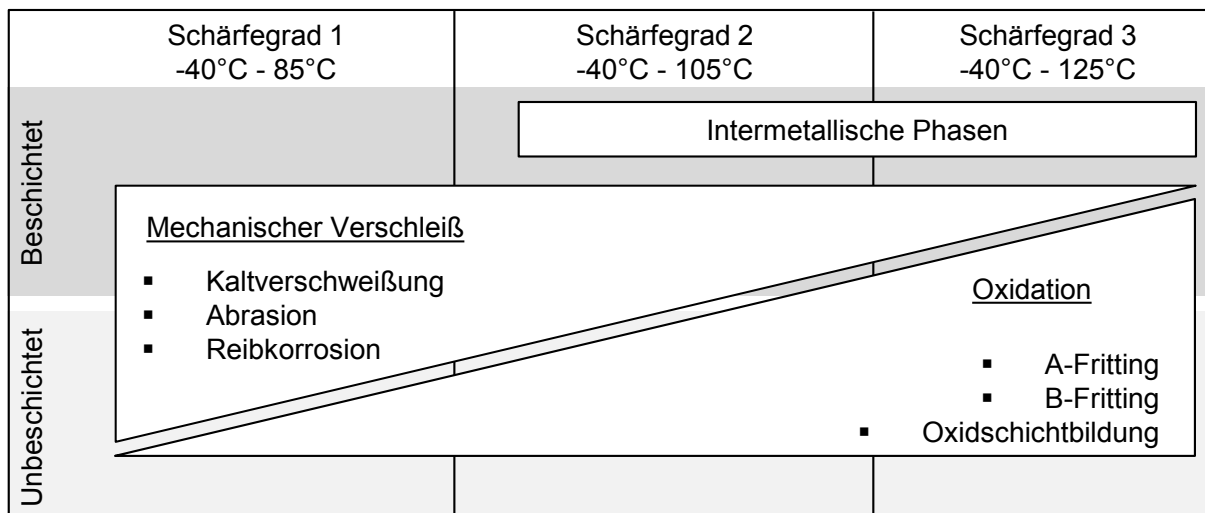 Schärfegrad 1
-40°C - 85°C
Schärfegrad 2
-40°C - 105°C
Schärfegrad 3
-40°C - 125°C
Beschichtet
Intermetallische Phasen
Mechanischer Verschleiß
▪ Kaltverschweißung
▪ Abrasion
▪ Reibkorrosion
Oxidation
▪ A-Fritting
▪ B-Fritting
▪ Oxidschichtbildung
Unbeschichtet